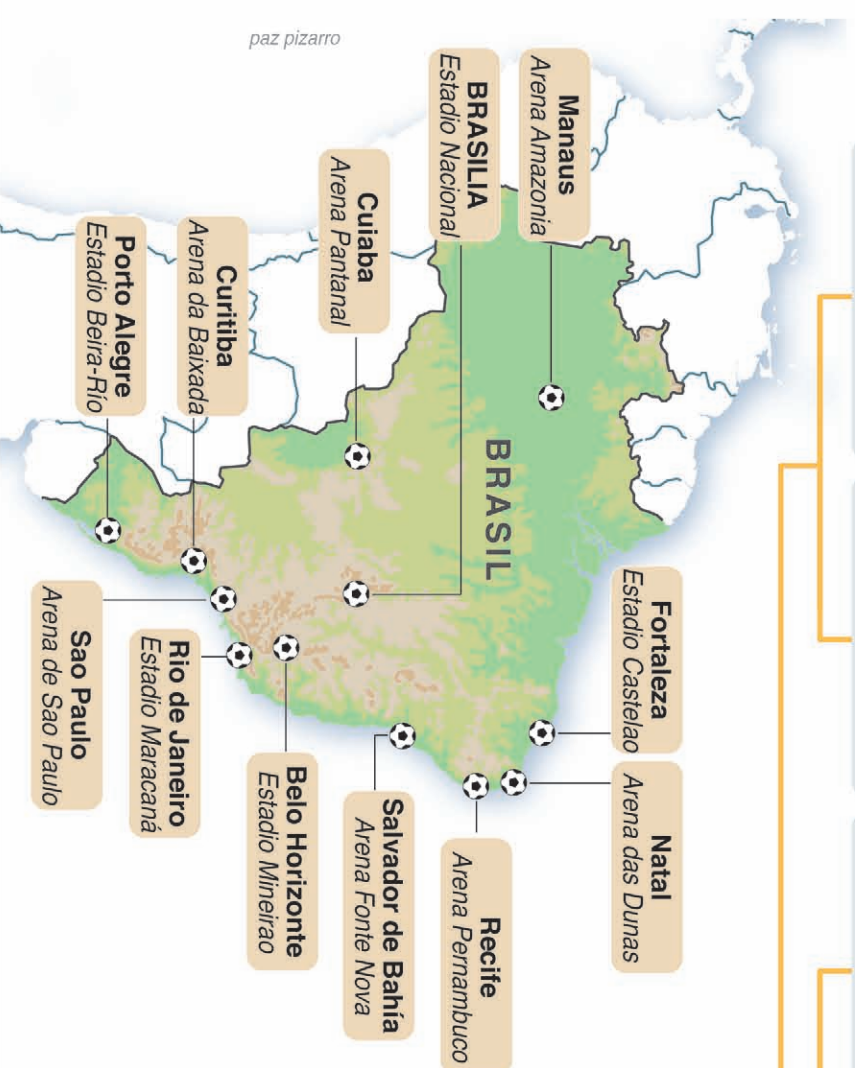 paz pizarro
Manaus
Arena Amazonia
BRASILIA
Estadio Nacional
Cuiaba
Arena Pantanal
Curitiba
Arena da Baixada
Porto Alegre
Estadio Beira-Río
BRASIL
Fortaleza
Estadio Castelao
Natal
Arena das Dunas
Recife
Arena Pernambuco
Salvador de Bahía
Arena Fonte Nova
Belo Horizonte
Estadio Mineirao
Rio de Janeiro
Estadio Maracaná
Sao Paulo
Arena de Sao Paulo